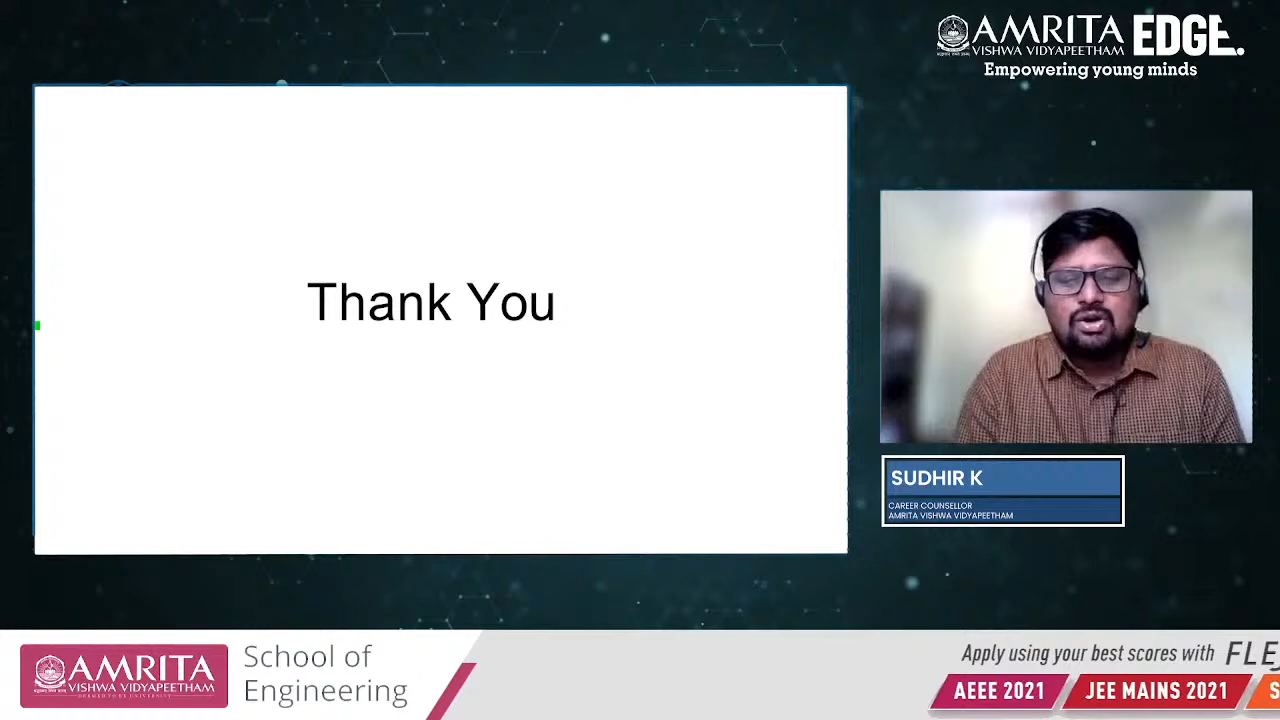 AMRITA EDGE.
VISHWA VIDYAPEETHAM
Empowering young minds
Thank You
SUDHIR K
CAREER COUNSELLOR
AMRITA VISHWA VIDYAPEETHAM
AMRITA
VISHWA VIDYAPEETHAM
School of
Engineering
Apply using your best scores with
AEEE 2021
JEE MAINS 2021